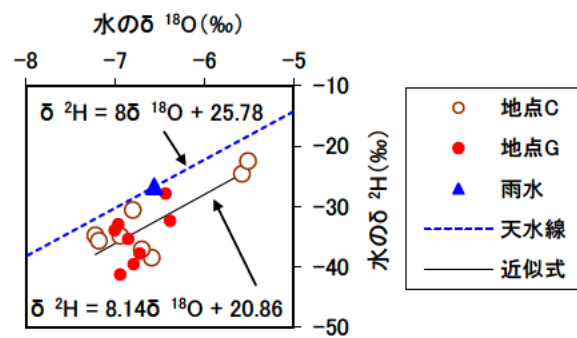 水のδ ¹⁸O(‰)
-8 -7 -6 -5
-10
δ ²H = 8δ ¹⁸O + 25.78
-20
-30
-40
δ ²H = 8.14δ ¹⁸O + 20.86
-50
水のδ ²H(‰)
地点C
地点G
雨水
天水線
近似式